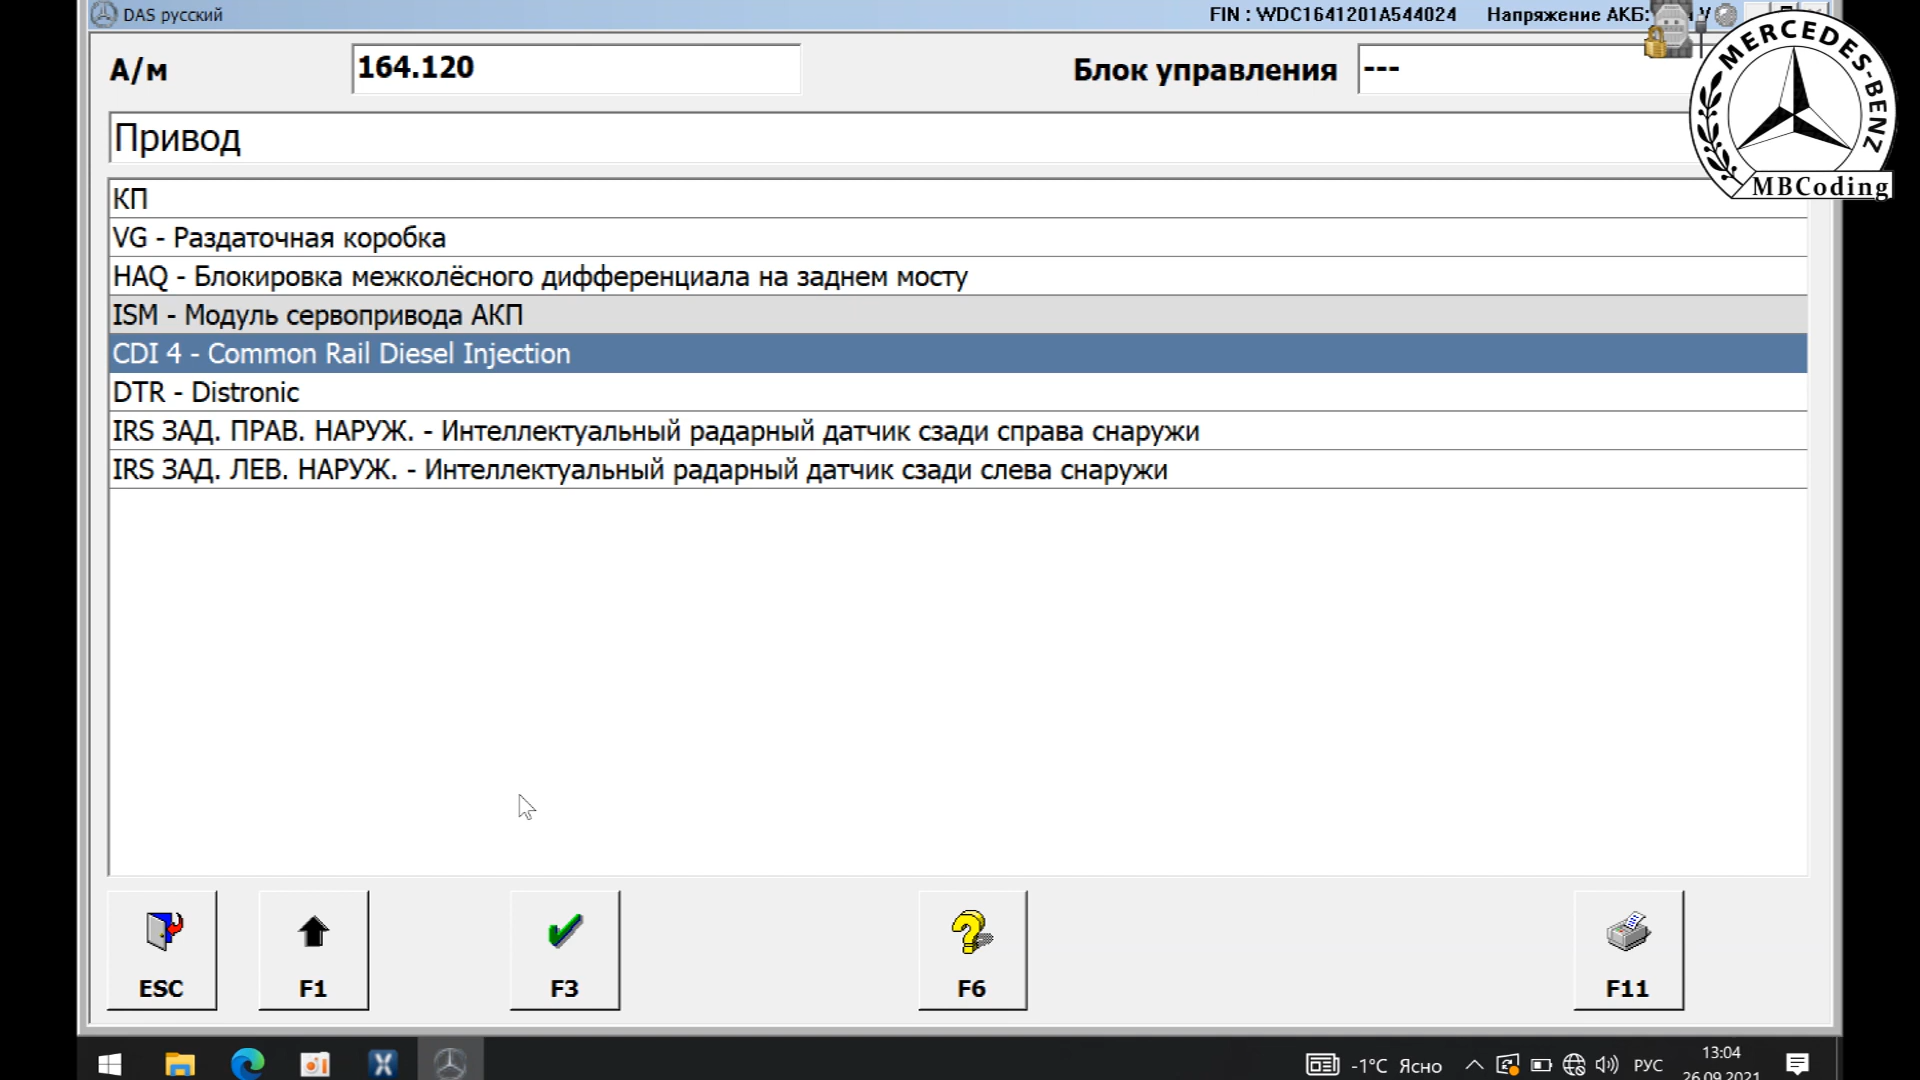 DAS русский
FIN : WDC1641201A544024
Напряжение АКБ:
А/м
164.120
Блок управления
---
MERCEDES-BENZ
MBCoding
Привод
КП
VG - Раздаточная коробка
HAQ - Блокировка межколёсного дифференциала на заднем мосту
ISM - Модуль сервопривода АКП
CDI 4 - Common Rail Diesel Injection
DTR - Distronic
IRS ЗАД. ПРАВ. НАРУЖ. - Интеллектуальный радарный датчик сзади справа снаружи
IRS ЗАД. ЛЕВ. НАРУЖ. - Интеллектуальный радарный датчик сзади слева снаружи
ESC
F1
F3
F6
F11
-1°C Ясно
РУС
13:04
26.09.2021